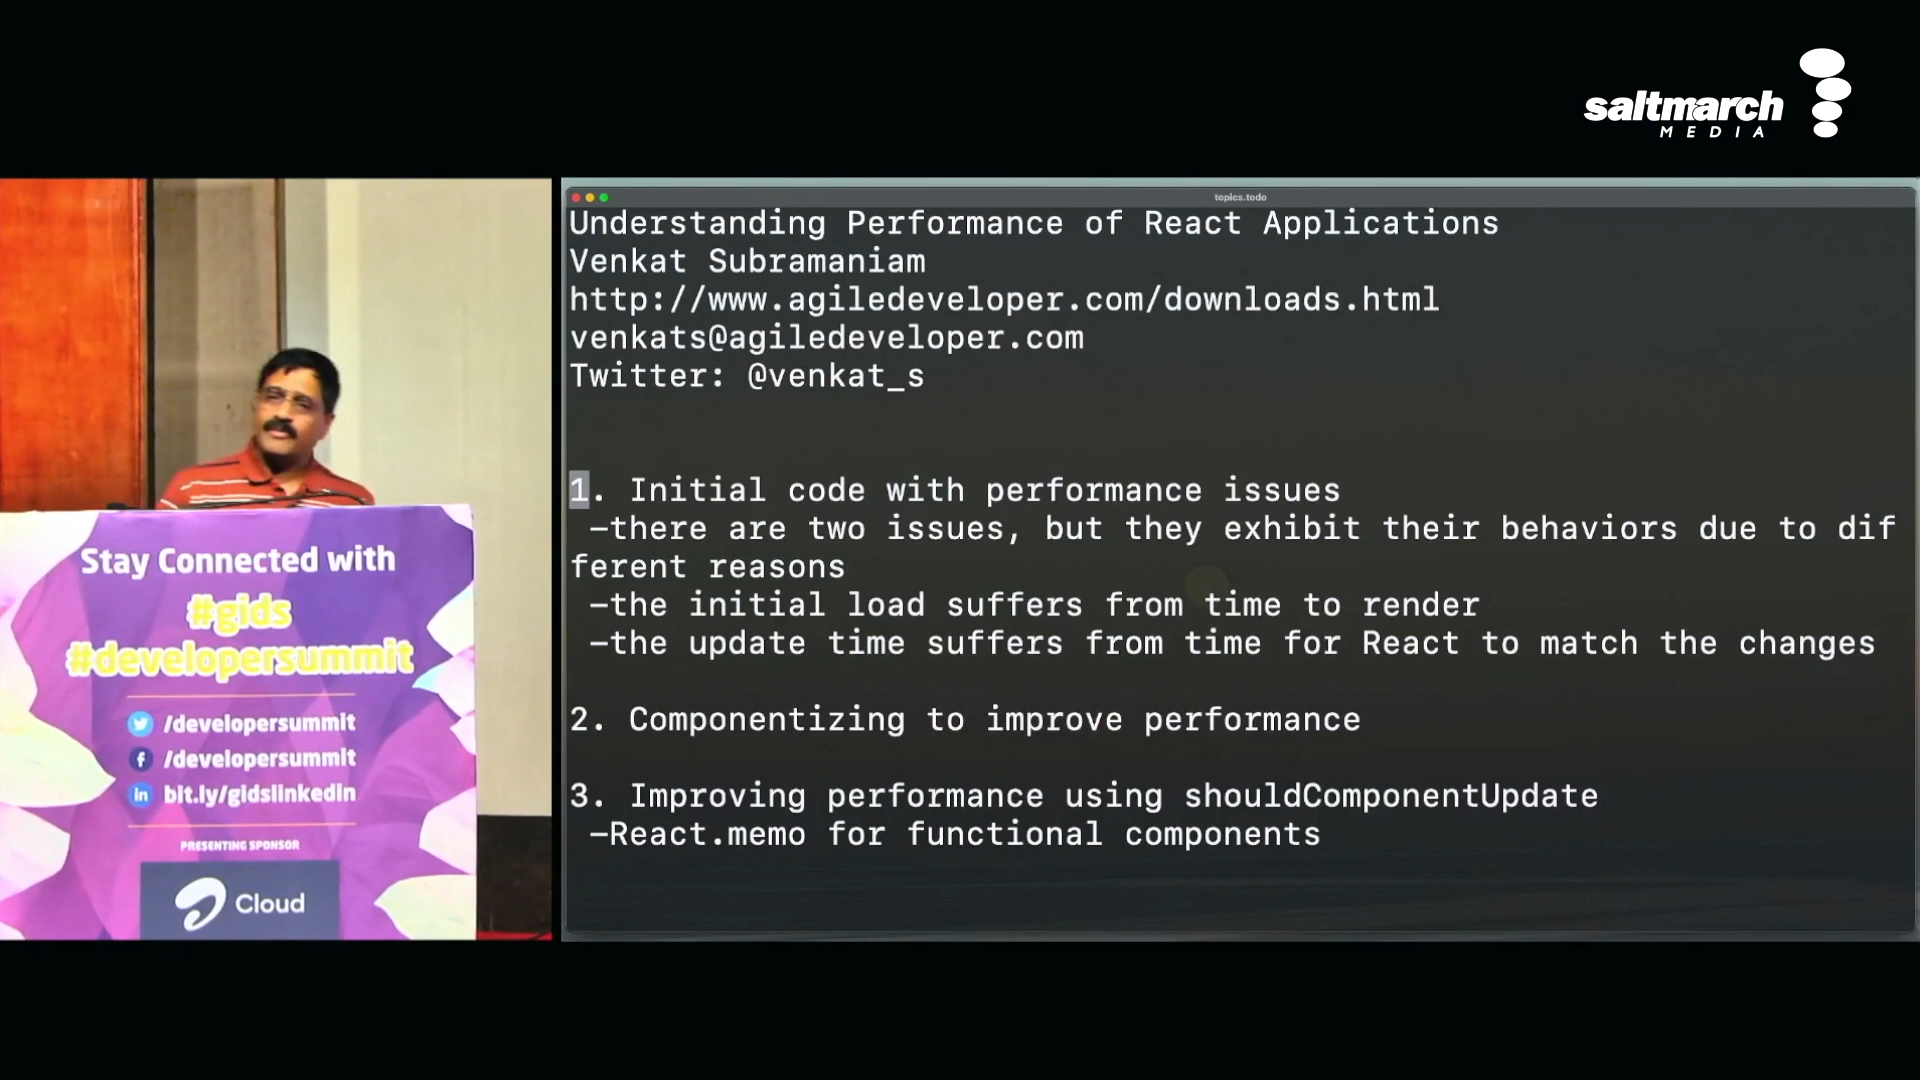 saltmarch
MEDIA
topics.todo
Understanding Performance of React Applications
Venkat Subramaniam
http://www.agiledeveloper.com/downloads.html
venkats@agiledeveloper.com
Twitter: @venkat_s
1. Initial code with performance issues
-there are two issues, but they exhibit their behaviors due to dif
ferent reasons
-the initial load suffers from time to render
-the update time suffers from time for React to match the changes
2. Componentizing to improve performance
3. Improving performance using shouldComponentUpdate
-React.memo for functional components
Stay Connected with
#gids
#developersummit
/developersummit
/developersummit
bit.ly/gidslinkedin
PRESENTING SPONSOR
Cloud